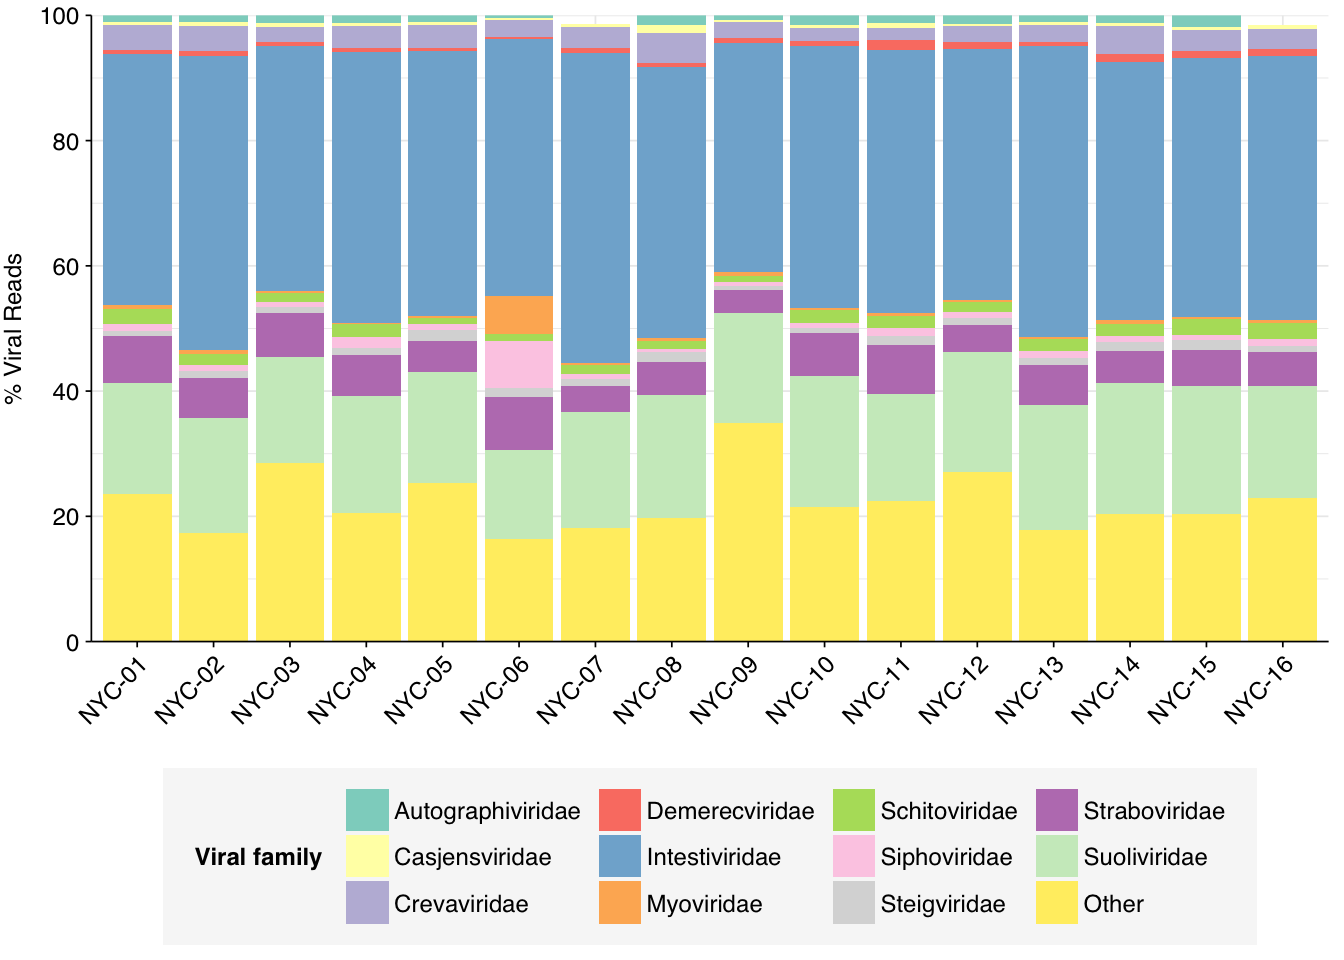 % Viral Reads
100
80
60
40
20
0
NYC-01 NYC-02 NYC-03 NYC-04 NYC-05 NYC-06 NYC-07 NYC-08 NYC-09 NYC-10 NYC-11 NYC-12 NYC-13 NYC-14 NYC-15 NYC-16
Viral family
Autographiviridae Demerecviridae Schitoviridae Straboviridae
Casjensviridae Intestiviridae Siphoviridae Suoliviridae
Crevaviridae Myoviridae Steigviridae Other